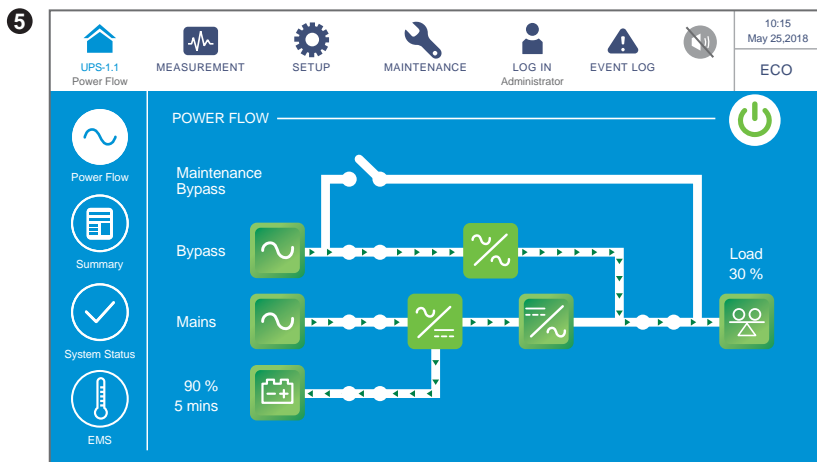 5
UPS-1.1
Power Flow
MEASUREMENT
SETUP
MAINTENANCE
LOG IN
Administrator
EVENT LOG
10:15
May 25,2018
ECO
POWER FLOW
Power Flow
Summary
System Status
EMS
Maintenance
Bypass
Bypass
Mains
90 %
5 mins
Load
30 %